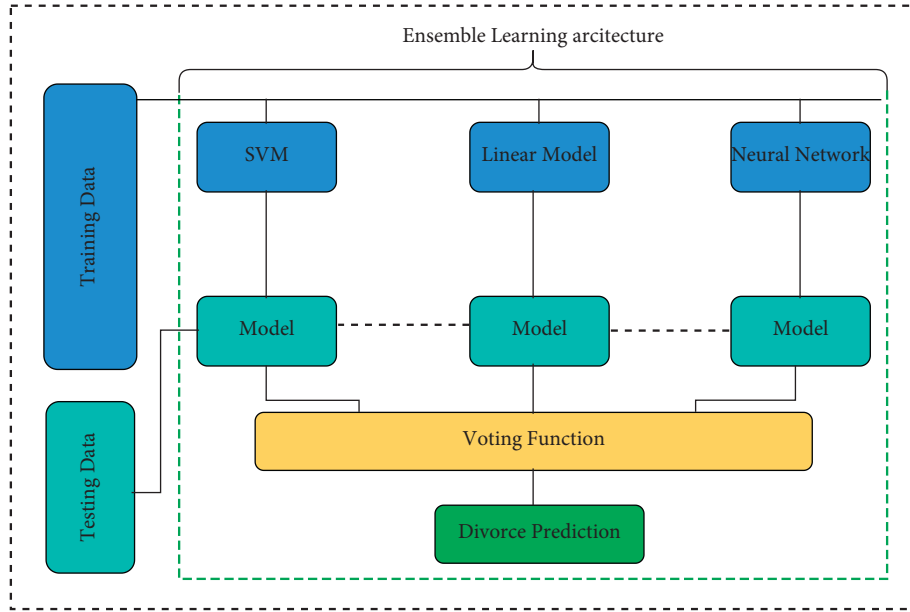 Ensemble Learning arcitecture
Training Data
SVM
Linear Model
Neural Network
Model
Model
Model
Testing Data
Voting Function
Divorce Prediction